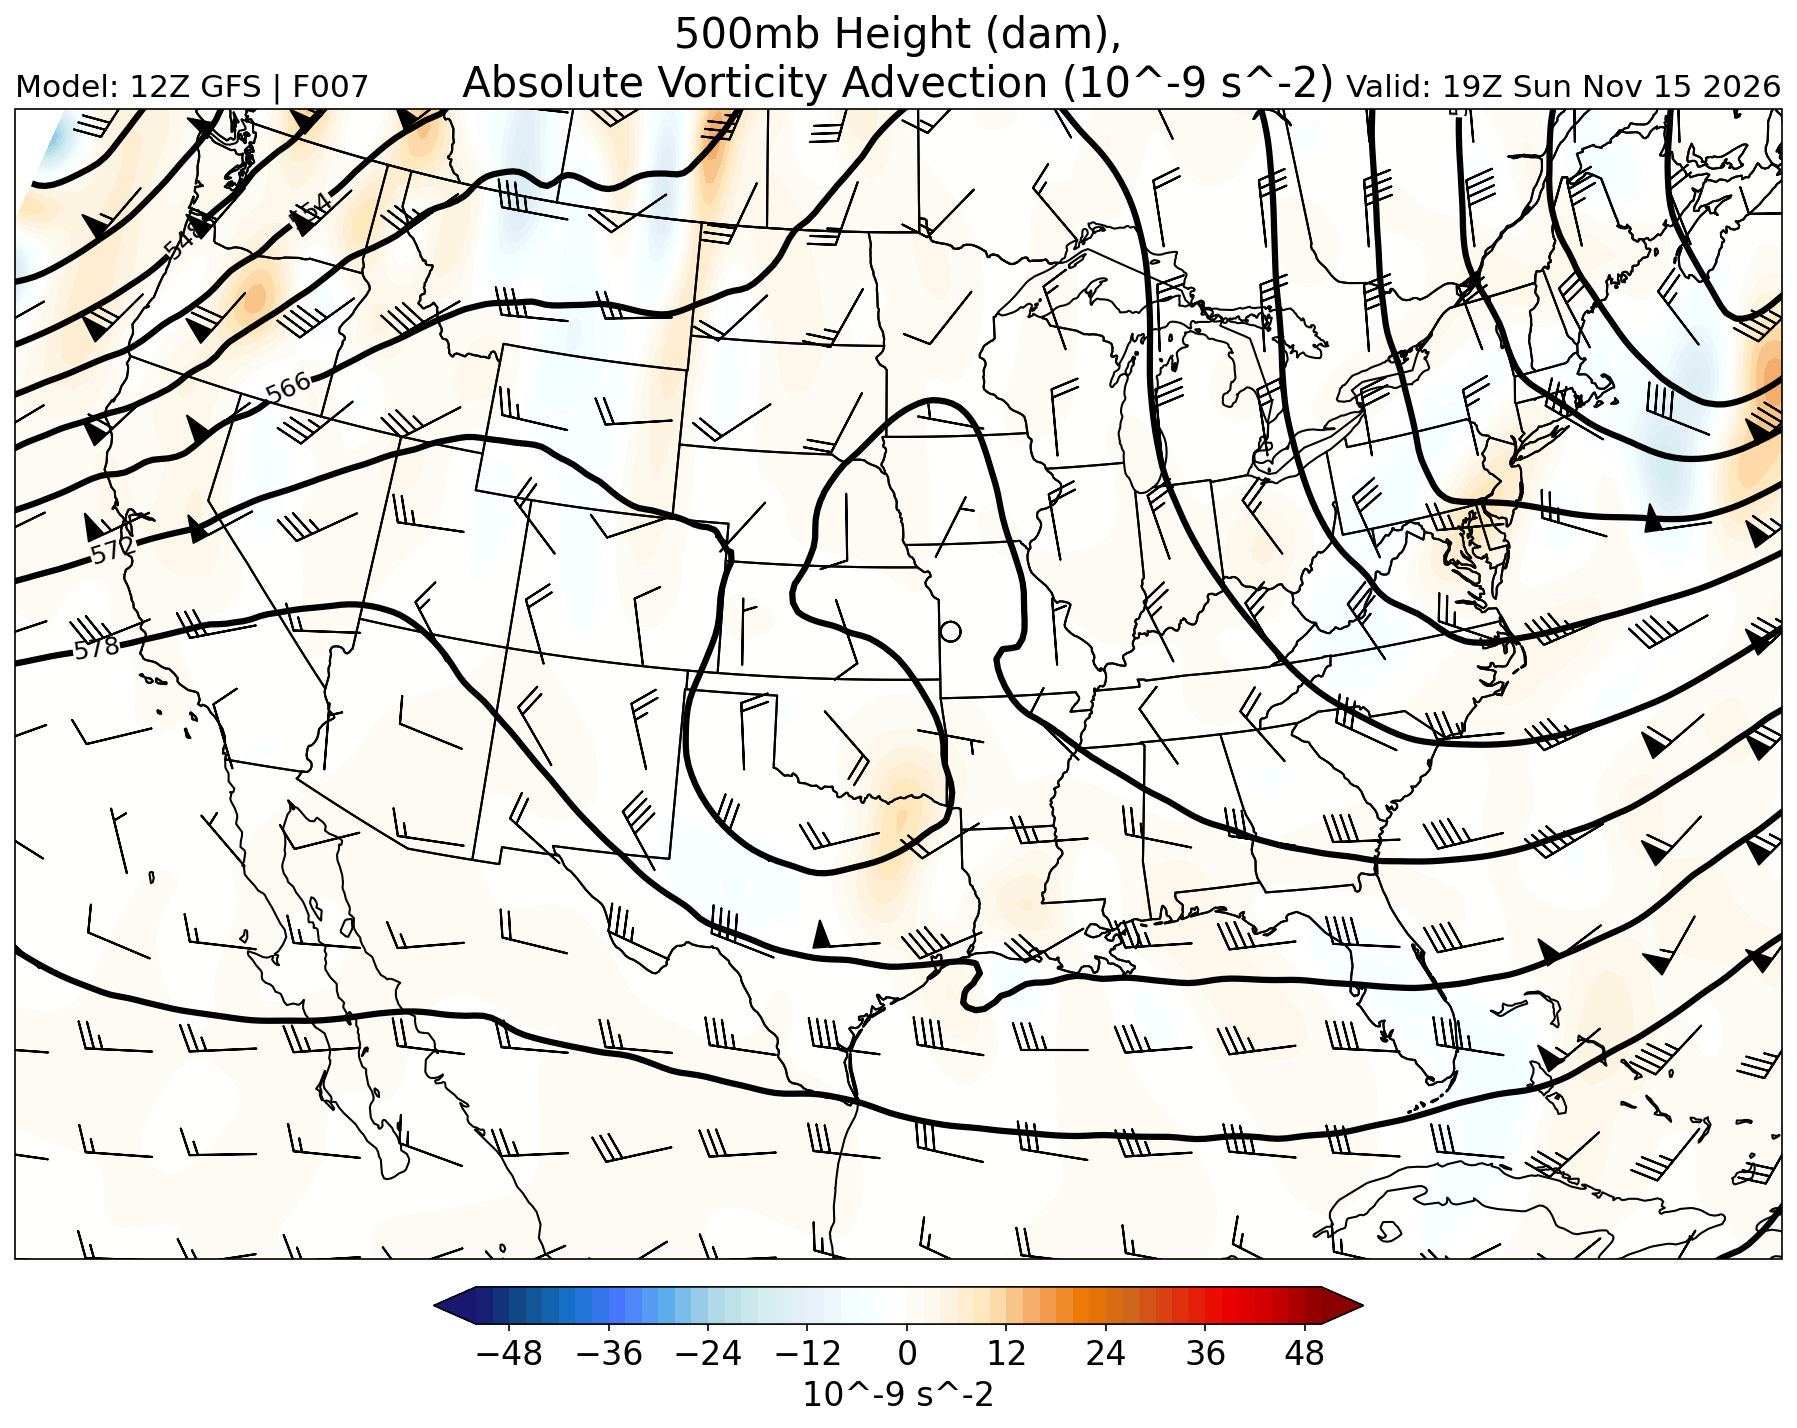 500mb Height (dam),
Model: 12Z GFS | F007
Absolute Vorticity Advection (10^-9 s^-2)
Valid: 19Z Sun Nov 15 2026
548
566
572
578
−48 −36 −24 −12 0 12 24 36 48
10^-9 s^-2